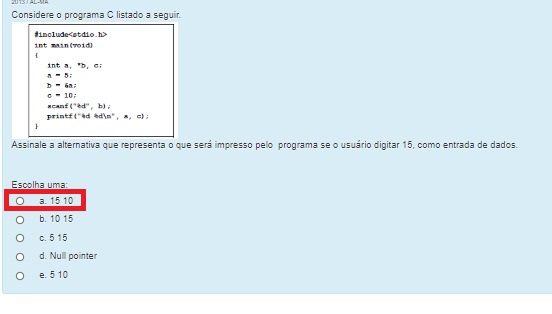 2013 / AL-MA
Considere o programa C listado a seguir.
#include<stdio.h>
int main(void)
{
int a, *b, c;
a = 5;
b = &a;
c = 10;
scanf("%d", b);
printf("%d %d\n", a, c);
}
Assinale a alternativa que representa o que será impresso pelo programa se o usuário digitar 15, como entrada de dados.
Escolha uma:
a. 15 10
b. 10 15
c. 5 15
d. Null pointer
e. 5 10